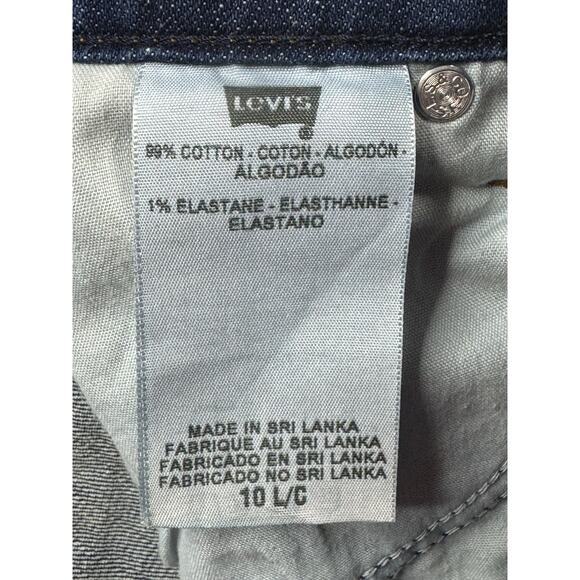 LEVI'S
®
99% COTTON - COTON - ALGODÓN -
ALGODÃO
1% ELASTANE - ELASTHANNE -
ELASTANO
MADE IN SRI LANKA
FABRIQUE AU SRI LANKA
FABRICADO EN SRI LANKA
FABRICADO NO SRI LANKA
10 L/C
L.S.&CO